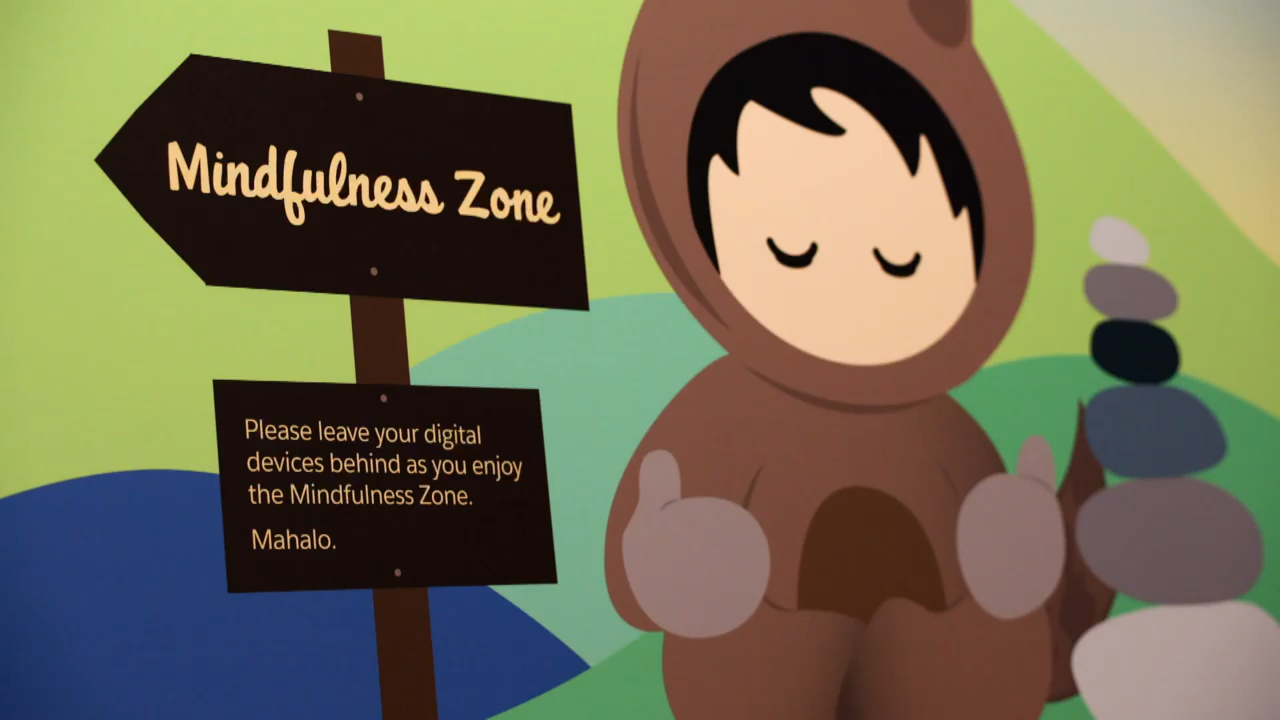 Mindfulness Zone
Please leave your digital
devices behind as you enjoy
the Mindfulness Zone.
Mahalo.